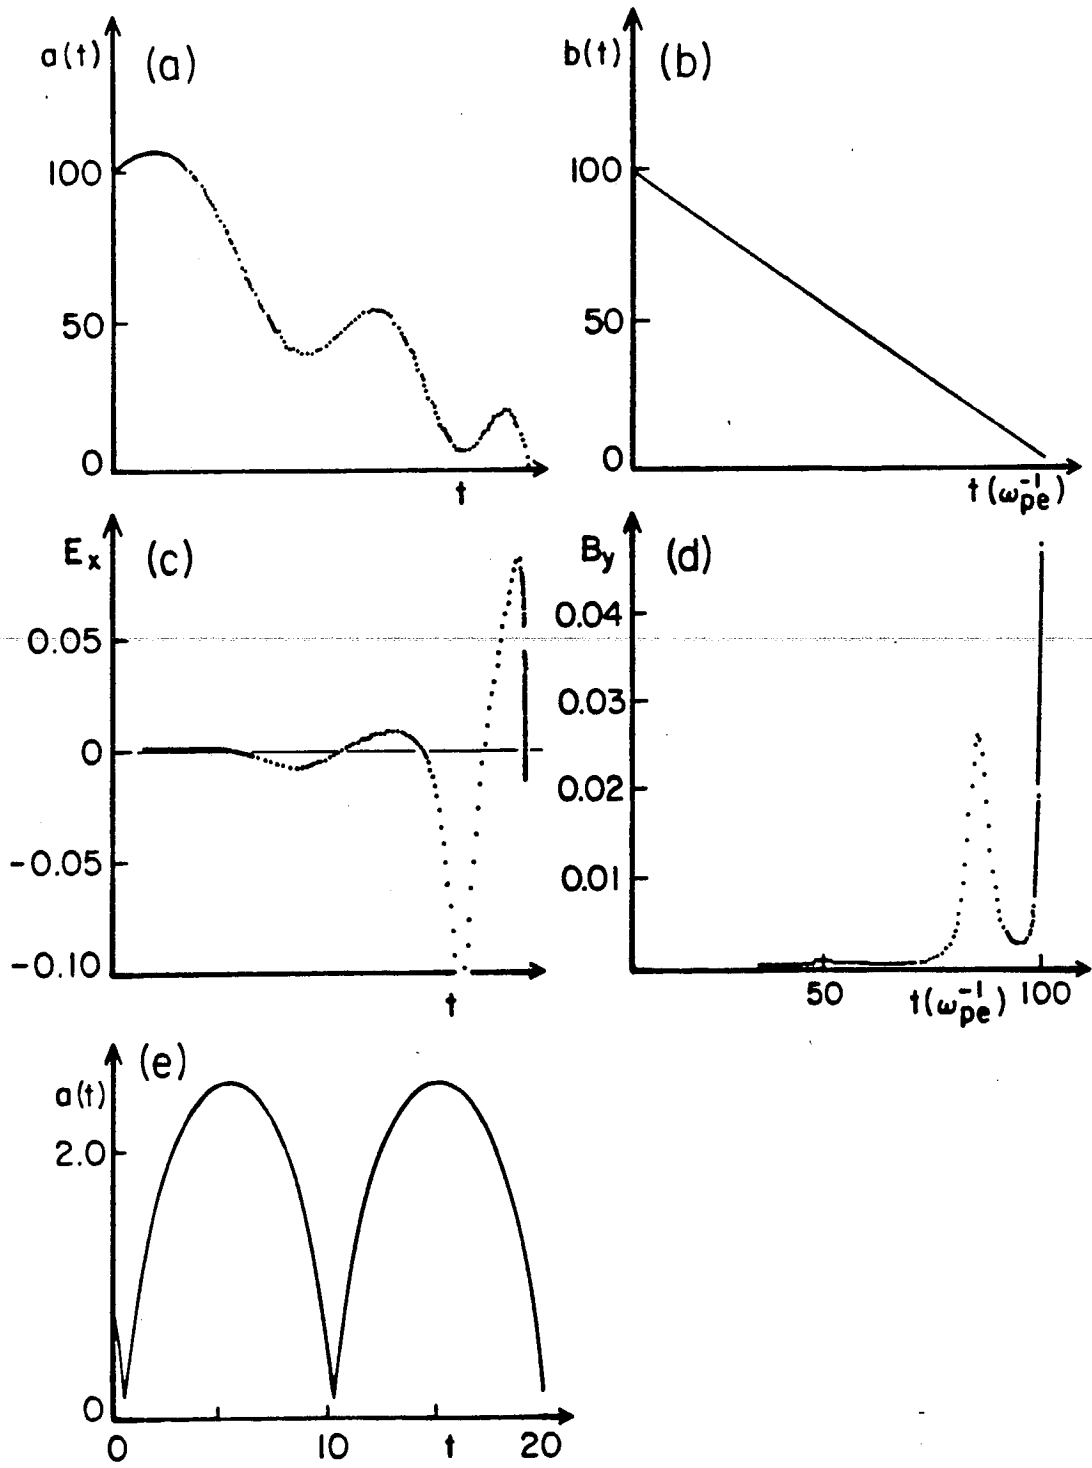 a(t) (a)
100
50
0
t
b(t) (b)
100
50
0
t(ω_pe^-1)
E_x (c)
0.05
0
-0.05
-0.10
t
B_y (d)
0.04
0.03
0.02
0.01
50 t(ω_pe^-1) 100
a(t) (e)
2.0
0
0 10 t 20